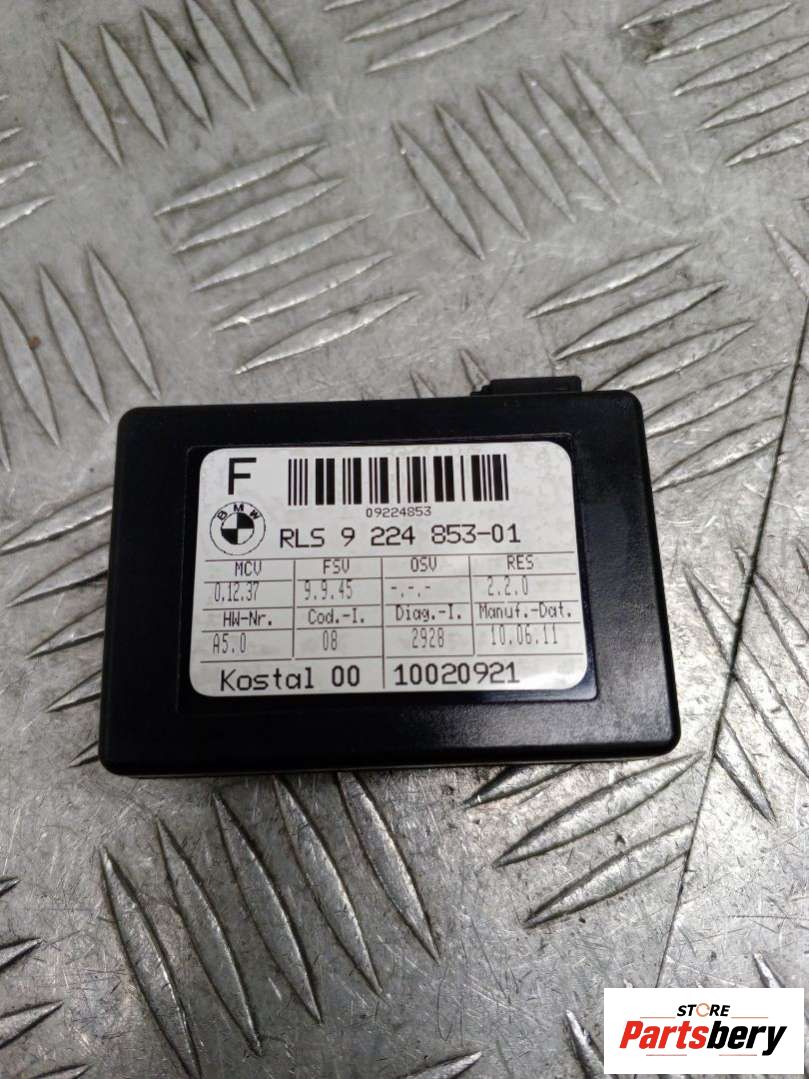 F
09224853
BMW
RLS 9 224 853-01
MCV FSV OSV RES
0.12.37 9.9.45 -.-.- 2.2.0
HW-Nr. Cod.-I. Diag.-I. Manuf.-Dat.
A5.0 08 2928 10.06.11
Kostal 00 10020921
STORE
Partsbery